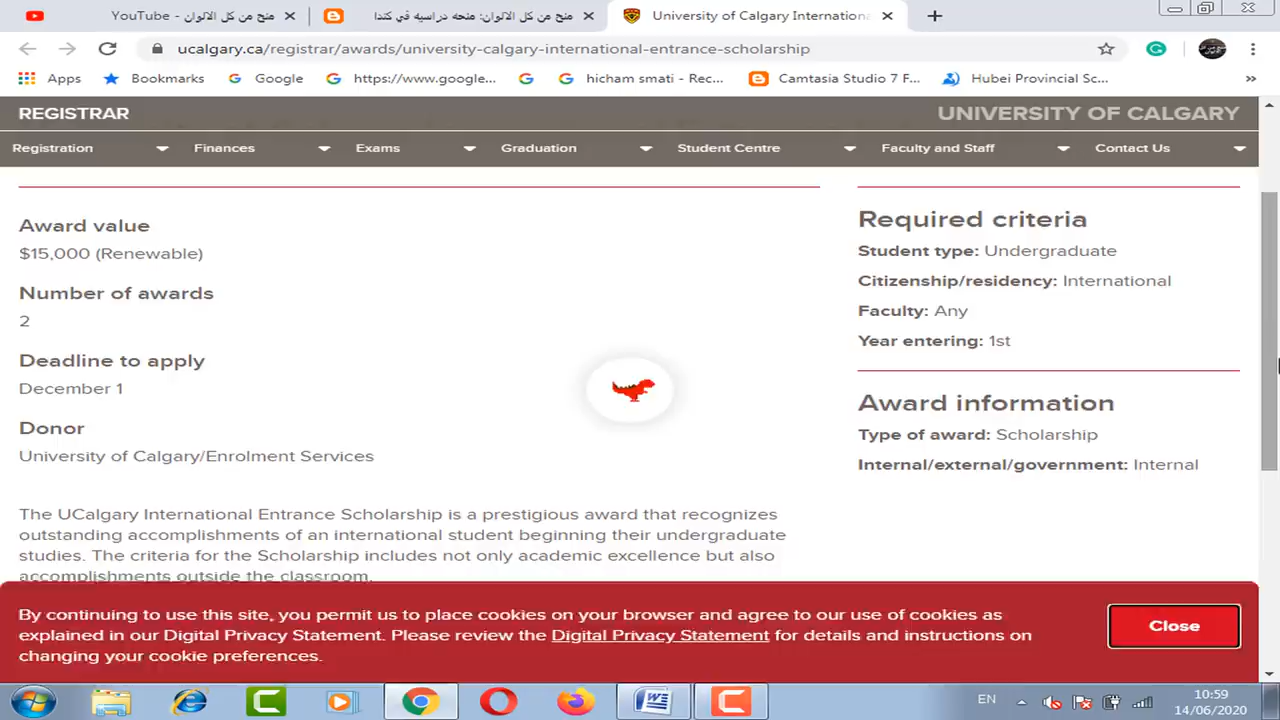 YouTube - منح من كل الالوان
منح من كل الالوان: منحه دراسيه في كندا
University of Calgary Internationa
ucalgary.ca/registrar/awards/university-calgary-international-entrance-scholarship
Apps Bookmarks Google https://www.google... hicham smati - Rec... Camtasia Studio 7 F... Hubei Provincial Sc... »
REGISTRAR UNIVERSITY OF CALGARY
Registration Finances Exams Graduation Student Centre Faculty and Staff Contact Us
Award value
$15,000 (Renewable)
Number of awards
2
Deadline to apply
December 1
Donor
University of Calgary/Enrolment Services
The UCalgary International Entrance Scholarship is a prestigious award that recognizes
outstanding accomplishments of an international student beginning their undergraduate
studies. The criteria for the Scholarship includes not only academic excellence but also
accomplishments outside the classroom.
Required criteria
Student type: Undergraduate
Citizenship/residency: International
Faculty: Any
Year entering: 1st
Award information
Type of award: Scholarship
Internal/external/government: Internal
By continuing to use this site, you permit us to place cookies on your browser and agree to our use of cookies as
explained in our Digital Privacy Statement. Please review the Digital Privacy Statement for details and instructions on
changing your cookie preferences.
Close
EN
10:59
14/06/2020